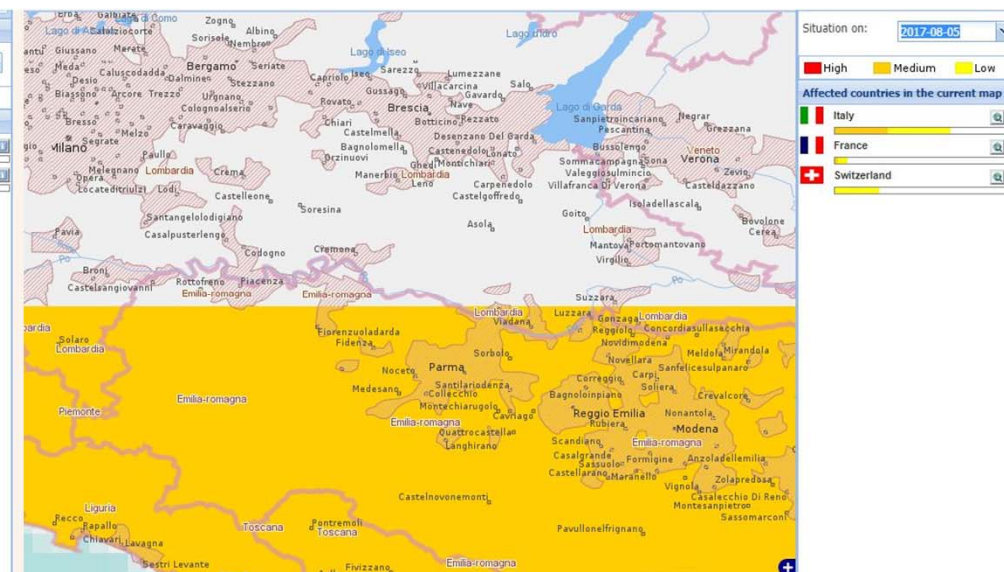 Erba
Galbiate
Lago di Como
Zogno
Albino
Lago d'Idro
Calolziocorte
Sorisole
Nembro
Giussano
Merate
Lago di Iseo
Meda
Caluscodadda
Bergamo
Seriate
Desio
Dalmine
Stezzano
Capriolo
Iseo
Sarezzo
Lumezzane
Villacarcina
Gussago
Gavardo
Salo
Biassono
Arcore
Trezzo
Urgnano
Colognoalserio
Rovato
Brescia
Nave
Lago di Garda
Bresso
Melzo
Caravaggio
Chiari
Botticino
Rezzato
Sanpietroincariano
Negrar
Castelmella
Pescantina
Grezzana
Milano
Segrate
Bagnolomella
Desenzano Del Garda
Bussolengo
Veneto
Paullo
Orzinuovi
Castenedolo
Lonato
Verona
Melegnano
Lombardia
Crema
Ghedi
Montichiari
Sommacampagna
Sona
Zevio
Opera
Manerbio
Lombardia
Valeggiosulmincio
Locateditriulzi
Lodi
Leno
Carpenedolo
Villafranca Di Verona
Casteldazzano
Castelleone
Castelgoffredo
Isoladellascala
Santangelolodigiano
Soresina
Goito
Bovolone
Pavia
Casalpusterlengo
Asola
Lombardia
Cerea
Codogno
Cremona
Mantova
Portomantovano
Po
Virgilio
Po
Broni
Castelsangiovanni
Rottofreno
Piacenza
Emilia-romagna
Emilia-romagna
Suzzara
Lombardia
Luzzara
Gonzaga
Lombardia
bardia
Viadana
Fiorenzuoladarda
Reggiolo
Concordiasullasecchia
Solaro
Lombardia
Fidenza
Novidimodena
Sorbolo
Meldola
Mirandola
Novellara
Noceto
Parma
Sanfelicesulpanaro
Correggio
Carpi
Medesano
Santilariodenza
Soliera
Collecchio
Bagnoloinpiano
Crevalcore
Emilia-romagna
Montechiarugolo
Piemonte
Cavriago
Reggio Emilia
Nonantola
Emilia-romagna
Rubiera
Modena
Quattrocastella
Scandiano
Emilia-romagna
Langhirano
Casalgrande
Formigine
Anzoladellemilia
Sassuolo
Castellarano
Maranello
Zolapredosa
Vignola
Castelnovonemonti
Casalecchio Di Reno
Liguria
Montesanpietro
Recco
Rapallo
Pontremoli
Sassomarconi
Toscana
Toscana
Chiavari
Lavagna
Pavullonelfrignano
Sestri Levante
Fivizzano
Emilia-romagna
Situation on:
2017-08-05
High
Medium
Low
Affected countries in the current map
Italy
France
Switzerland